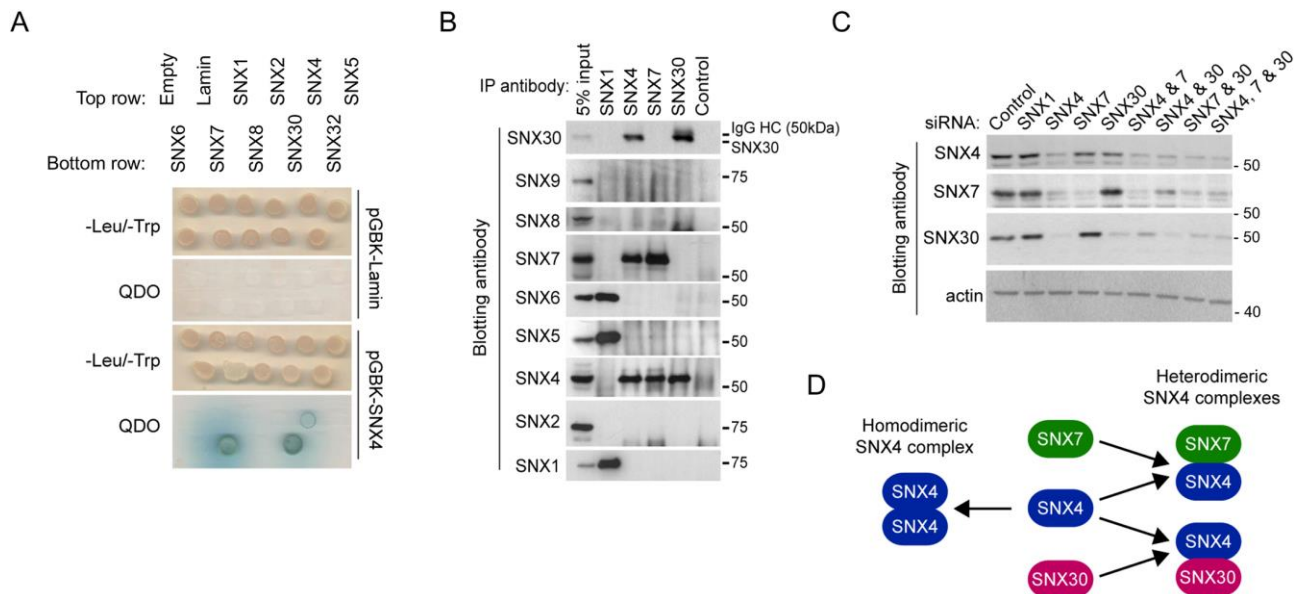 A
Top row:
Empty
Lamin
SNX1
SNX2
SNX4
SNX5
Bottom row:
SNX6
SNX7
SNX8
SNX30
SNX32
-Leu/-Trp
QDO
pGBK-Lamin
-Leu/-Trp
QDO
pGBK-SNX4
B
IP antibody:
5% input
SNX1
SNX4
SNX7
SNX30
Control
Blotting antibody
SNX30
IgG HC (50kDa)
SNX30
SNX9
75
SNX8
50
SNX7
50
SNX6
50
SNX5
50
SNX4
50
SNX2
75
SNX1
75
C
siRNA:
Control
SNX1
SNX4
SNX7
SNX30
SNX4 & 7
SNX4 & 30
SNX7 & 30
SNX4, 7 & 30
Blotting antibody
SNX4
50
SNX7
50
SNX30
50
actin
40
D
Homodimeric
SNX4 complex
Heterodimeric
SNX4 complexes
SNX7
SNX7
SNX4
SNX4
SNX4
SNX4
SNX4
SNX30
SNX30